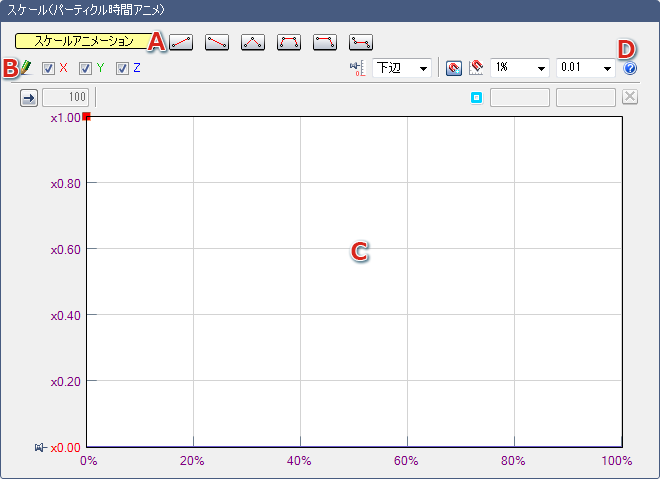 スケール(パーティクル時間アニメ)
スケールアニメーション A
B X Y Z 下辺 1% 0.01 D
100
x1.00
x0.80
x0.60 C
x0.40
x0.20
x0.00
0% 20% 40% 60% 80% 100%